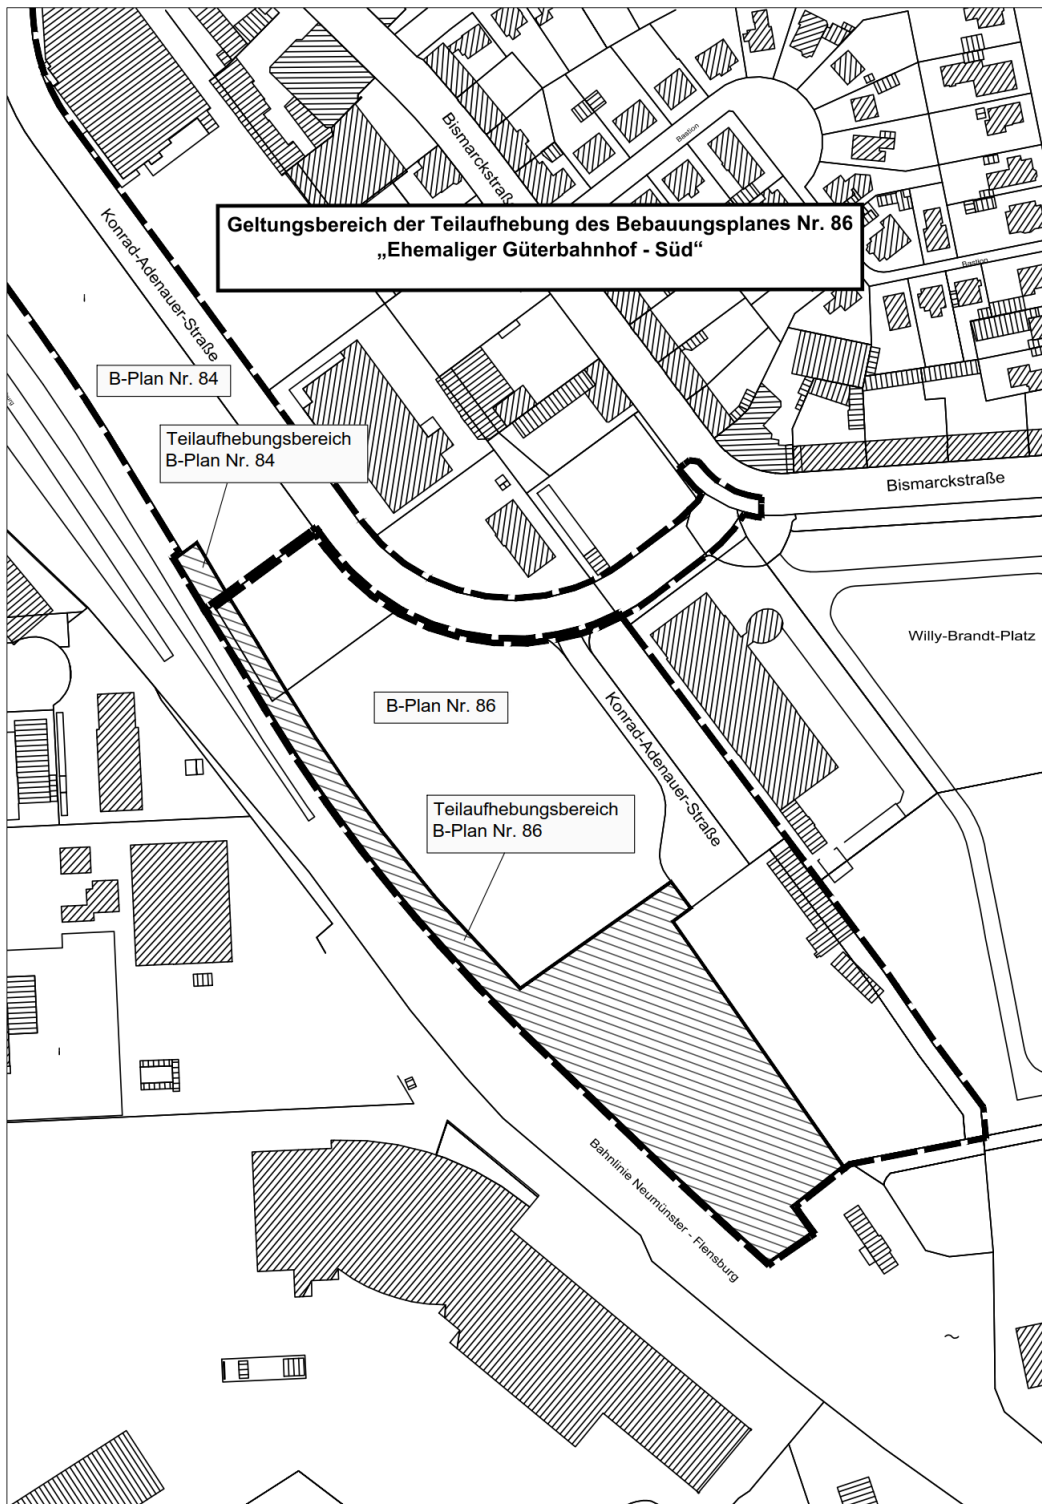 Bismarckstraß
Bastion
Konrad-Adenauer-Straße
Geltungsbereich der Teilaufhebung des Bebauungsplanes Nr. 86
„Ehemaliger Güterbahnhof - Süd“
Bastion
B-Plan Nr. 84
Teilaufhebungsbereich
B-Plan Nr. 84
Bismarckstraße
Willy-Brandt-Platz
B-Plan Nr. 86
Konrad-Adenauer-Straße
Teilaufhebungsbereich
B-Plan Nr. 86
Bahnlinie Neumünster - Flensburg